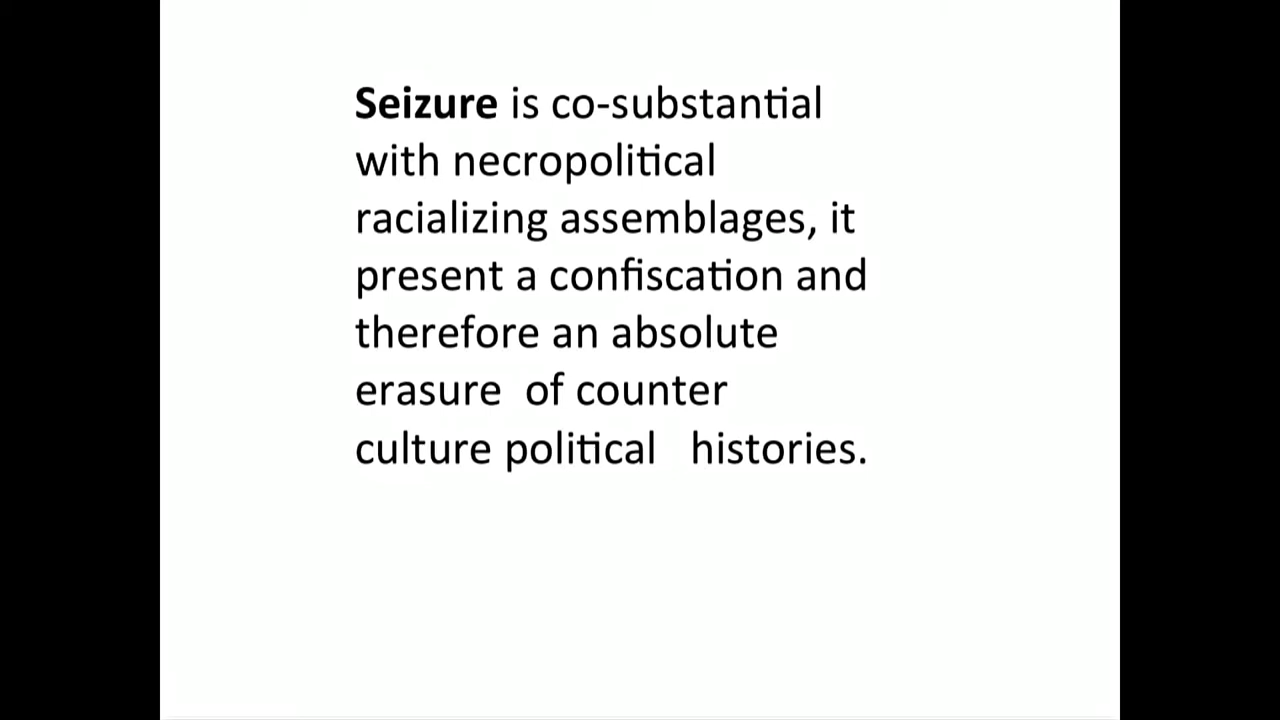 Seizure is co-substantial
with necropolitical
racializing assemblages, it
present a confiscation and
therefore an absolute
erasure  of counter
culture political   histories.